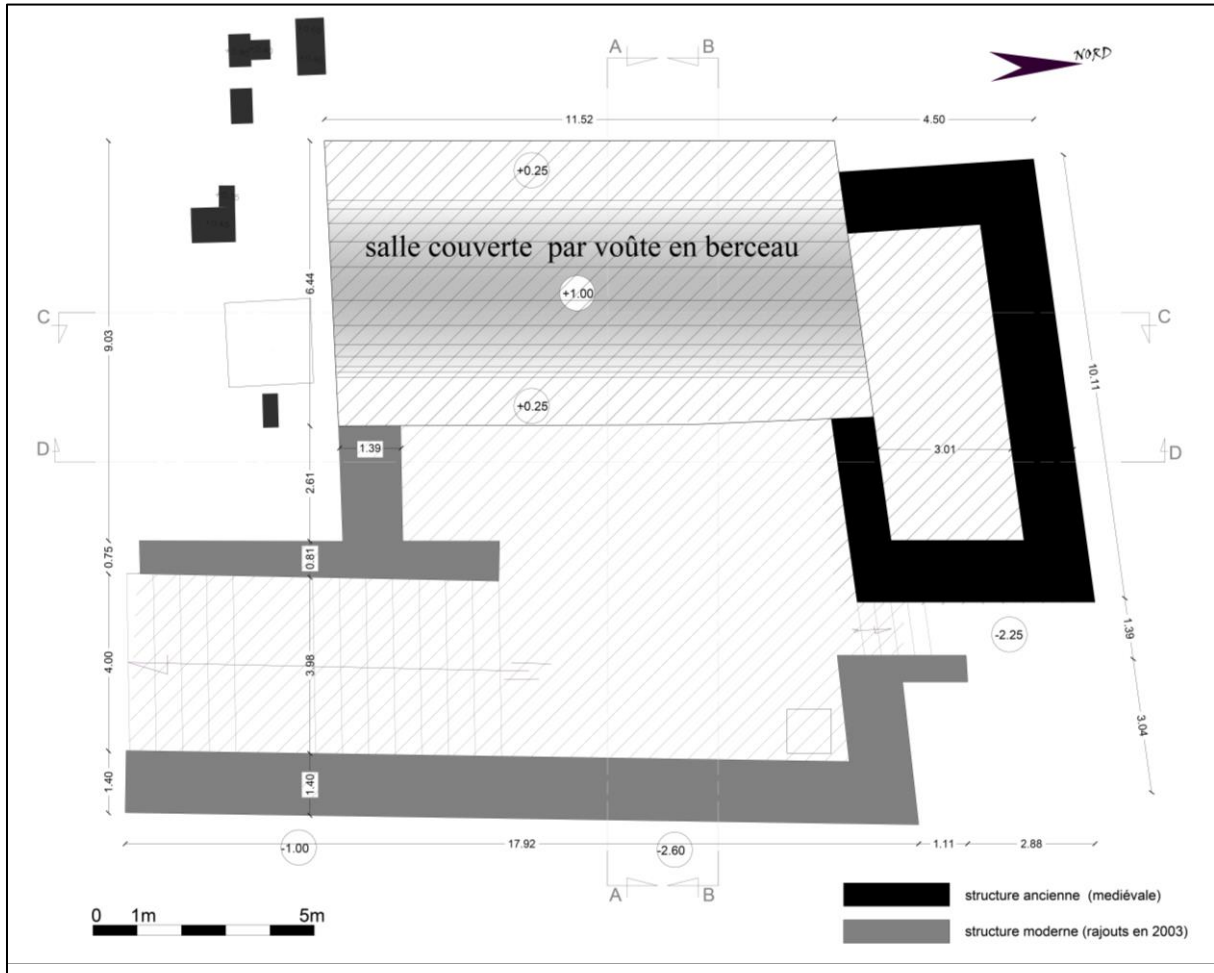 A B
NORD
11.52
4.50
+0.25
salle couverte par voûte en berceau
+1.00
6.44
9.03
C C
10.11
+0.25
D D
1.39
3.01
2.61
0.75
0.81
1.39
-2.25
4.00
3.98
3.04
1.40
1.40
-1.00
17.92
-2.60
1.11
2.88
A B
structure ancienne (mediévale)
0 1m 5m
structure moderne (rajouts en 2003)